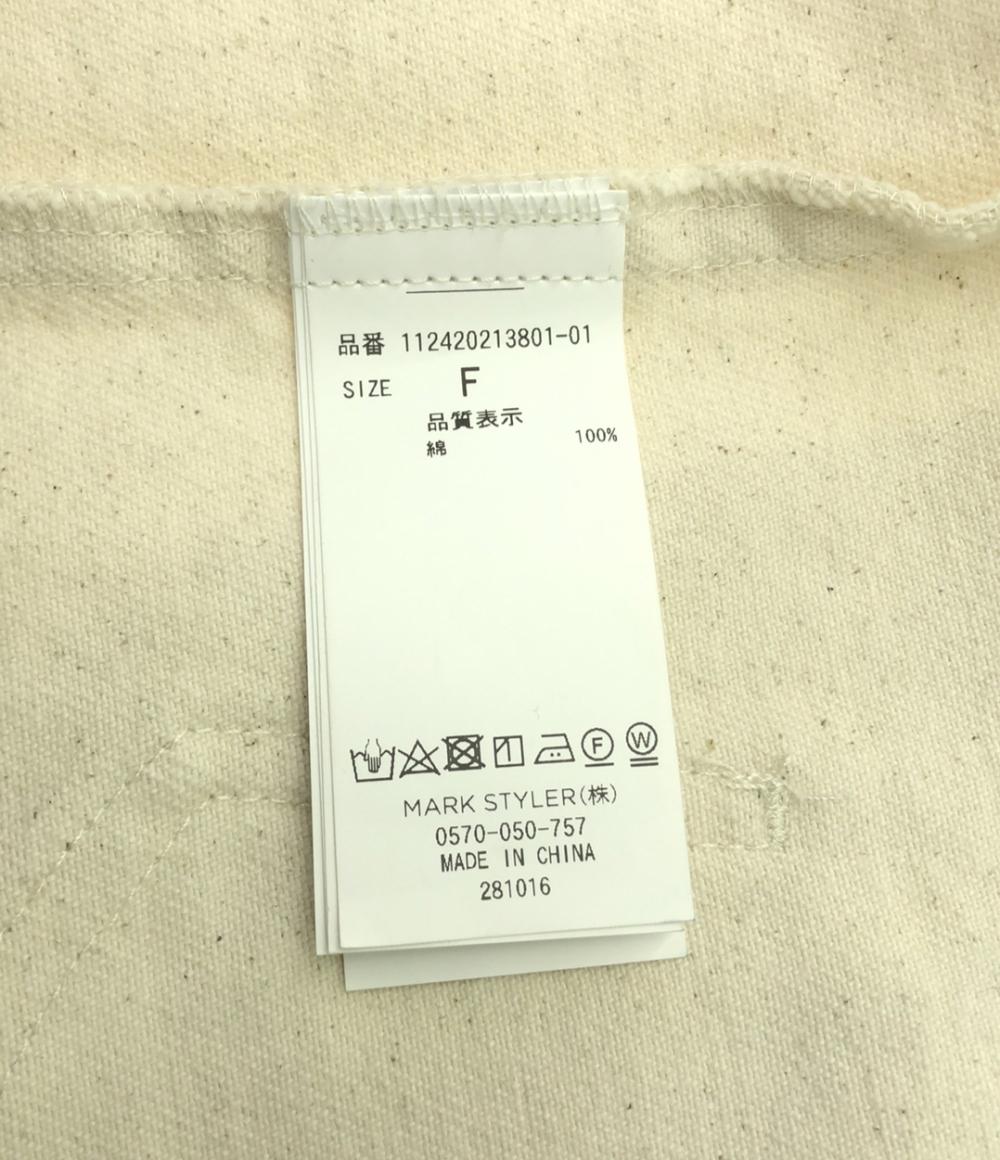 品番 112420213801-01
SIZE F
品質表示
綿 100%
F W
MARK STYLER(株)
0570-050-757
MADE IN CHINA
281016